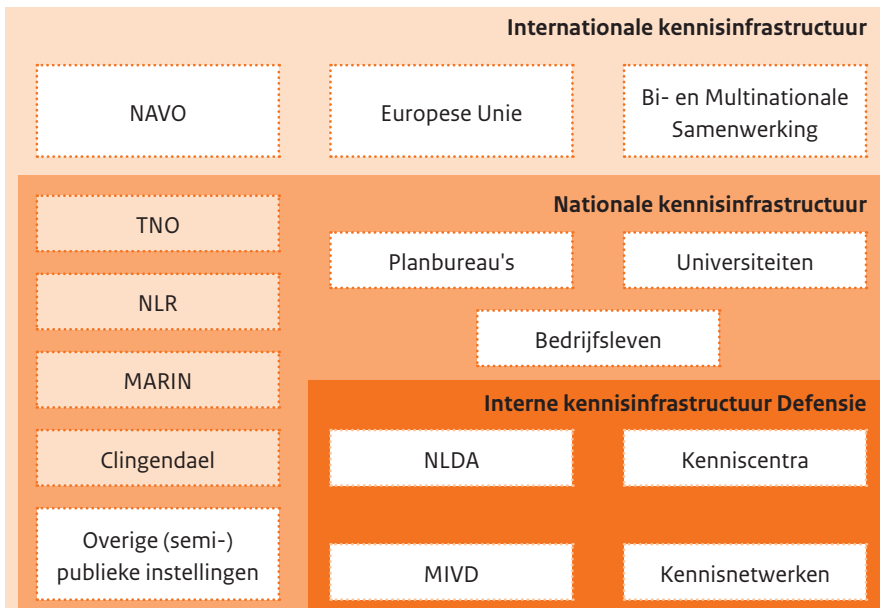 Internationale kennisinfrastructuur
NAVO
Europese Unie
Bi- en Multinationale
Samenwerking
Nationale kennisinfrastructuur
TNO
NLR
MARIN
Clingendael
Overige (semi-)
publieke instellingen
Planbureau's
Universiteiten
Bedrijfsleven
Interne kennisinfrastructuur Defensie
NLDA
Kenniscentra
MIVD
Kennisnetwerken